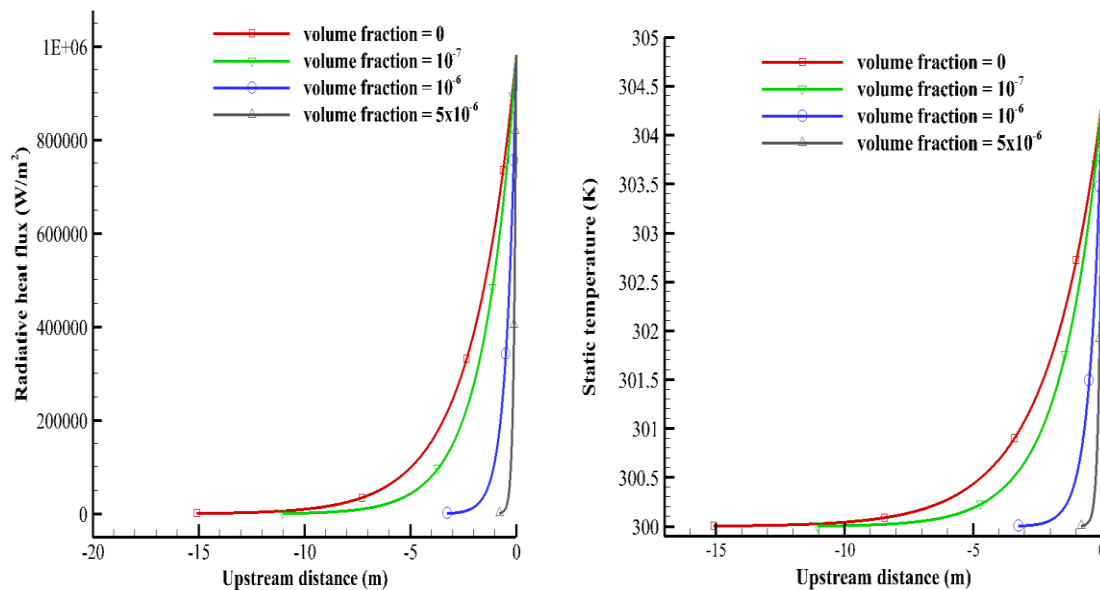 volume fraction = 0
volume fraction = 10-7
volume fraction = 10-6
volume fraction = 5x10-6
1E+06
800000
600000
400000
200000
0
Radiative heat flux (W/m2)
-20
-15
-10
-5
0
Upstream distance (m)
volume fraction = 0
volume fraction = 10-7
volume fraction = 10-6
volume fraction = 5x10-6
305
304.5
304
303.5
303
302.5
302
301.5
301
300.5
300
Static temperature (K)
-15
-10
-5
Upstream distance (m)